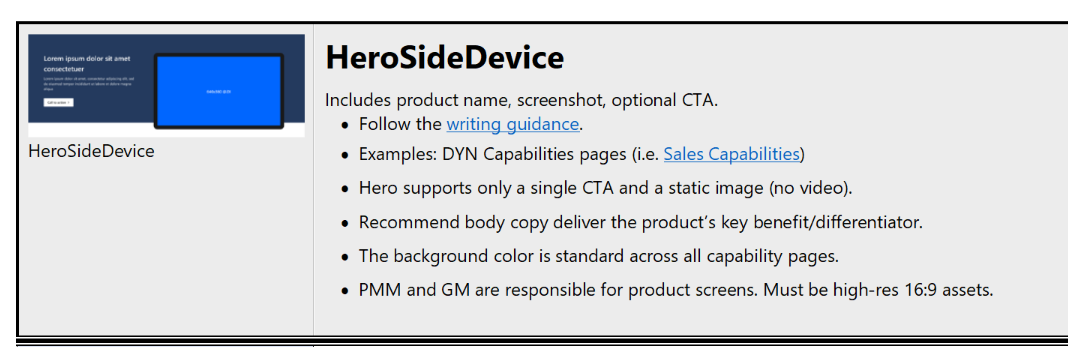 Lorem ipsum dolor sit amet
consectetuer
Call to action >
HeroSideDevice
HeroSideDevice
Includes product name, screenshot, optional CTA.
• Follow the writing guidance.
• Examples: DYN Capabilities pages (i.e. Sales Capabilities)
• Hero supports only a single CTA and a static image (no video).
• Recommend body copy deliver the product's key benefit/differentiator.
• The background color is standard across all capability pages.
• PMM and GM are responsible for product screens. Must be high-res 16:9 assets.